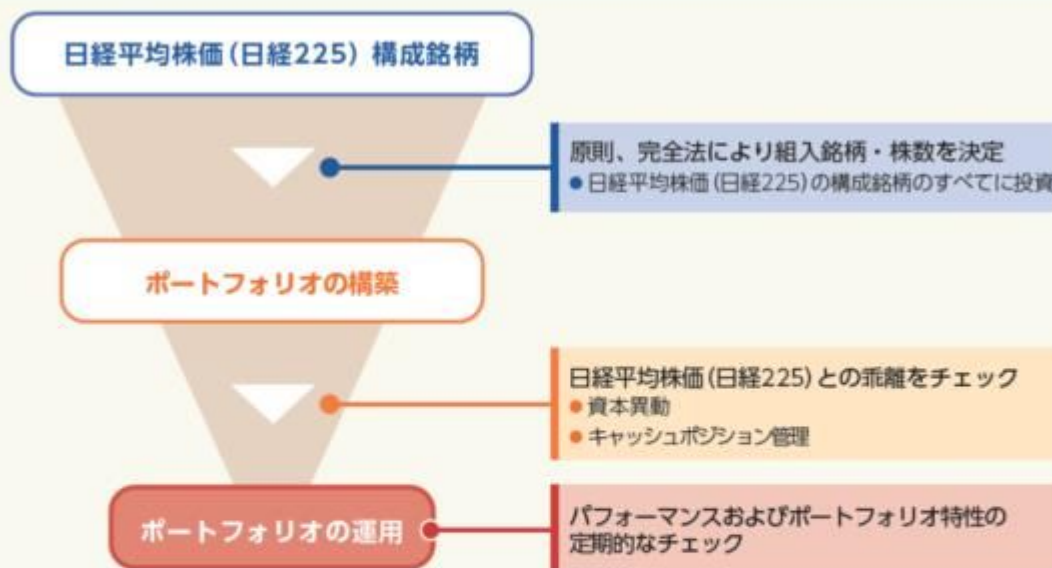 日経平均株価(日経225) 構成銘柄
原則、完全法により組入銘柄・株数を決定
● 日経平均株価(日経225)の構成銘柄のすべてに投資
ポートフォリオの構築
日経平均株価(日経225)との乖離をチェック
● 資本異動
● キャッシュポジション管理
ポートフォリオの運用
パフォーマンスおよびポートフォリオ特性の
定期的なチェック